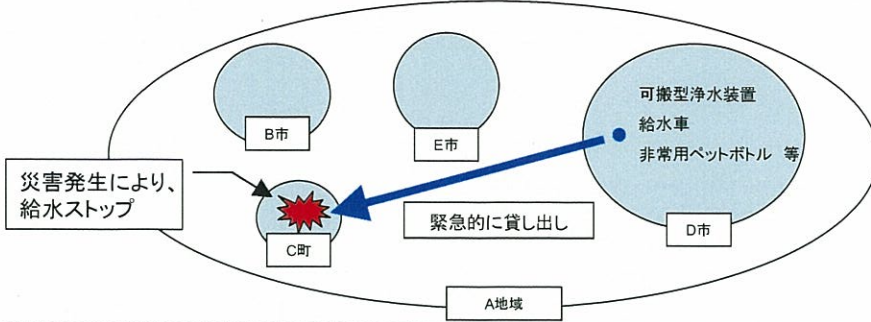 可搬型浄水装置
給水車
非常用ペットボトル 等
B市
E市
D市
災害発生により、
給水ストップ
緊急的に貸し出し
C町
A地域